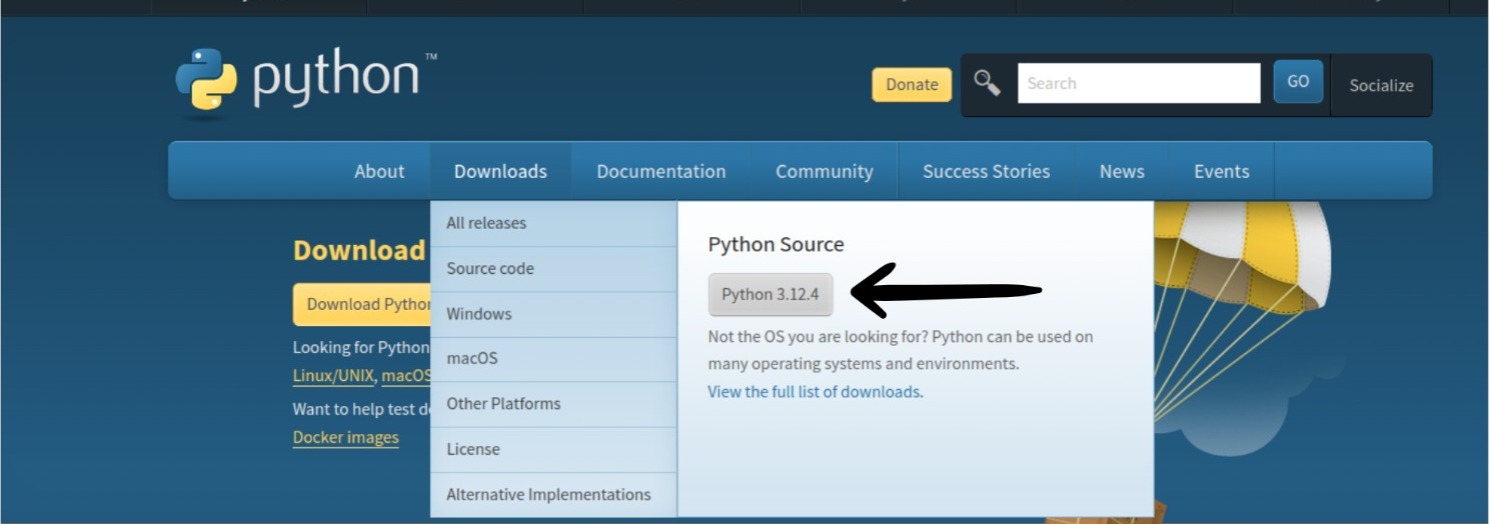 python™
Donate
Search
GO
Socialize
About
Downloads
Documentation
Community
Success Stories
News
Events
Download
Download
Looking for Python
Linux/UNIX, macOS
Want to help test
Docker images
All releases
Source code
Windows
macOS
Other Platforms
License
Alternative Implementations
Python Source
Python 3.12.4
Not the OS you are looking for? Python can be used on
many operating systems and environments.
View the full list of downloads.